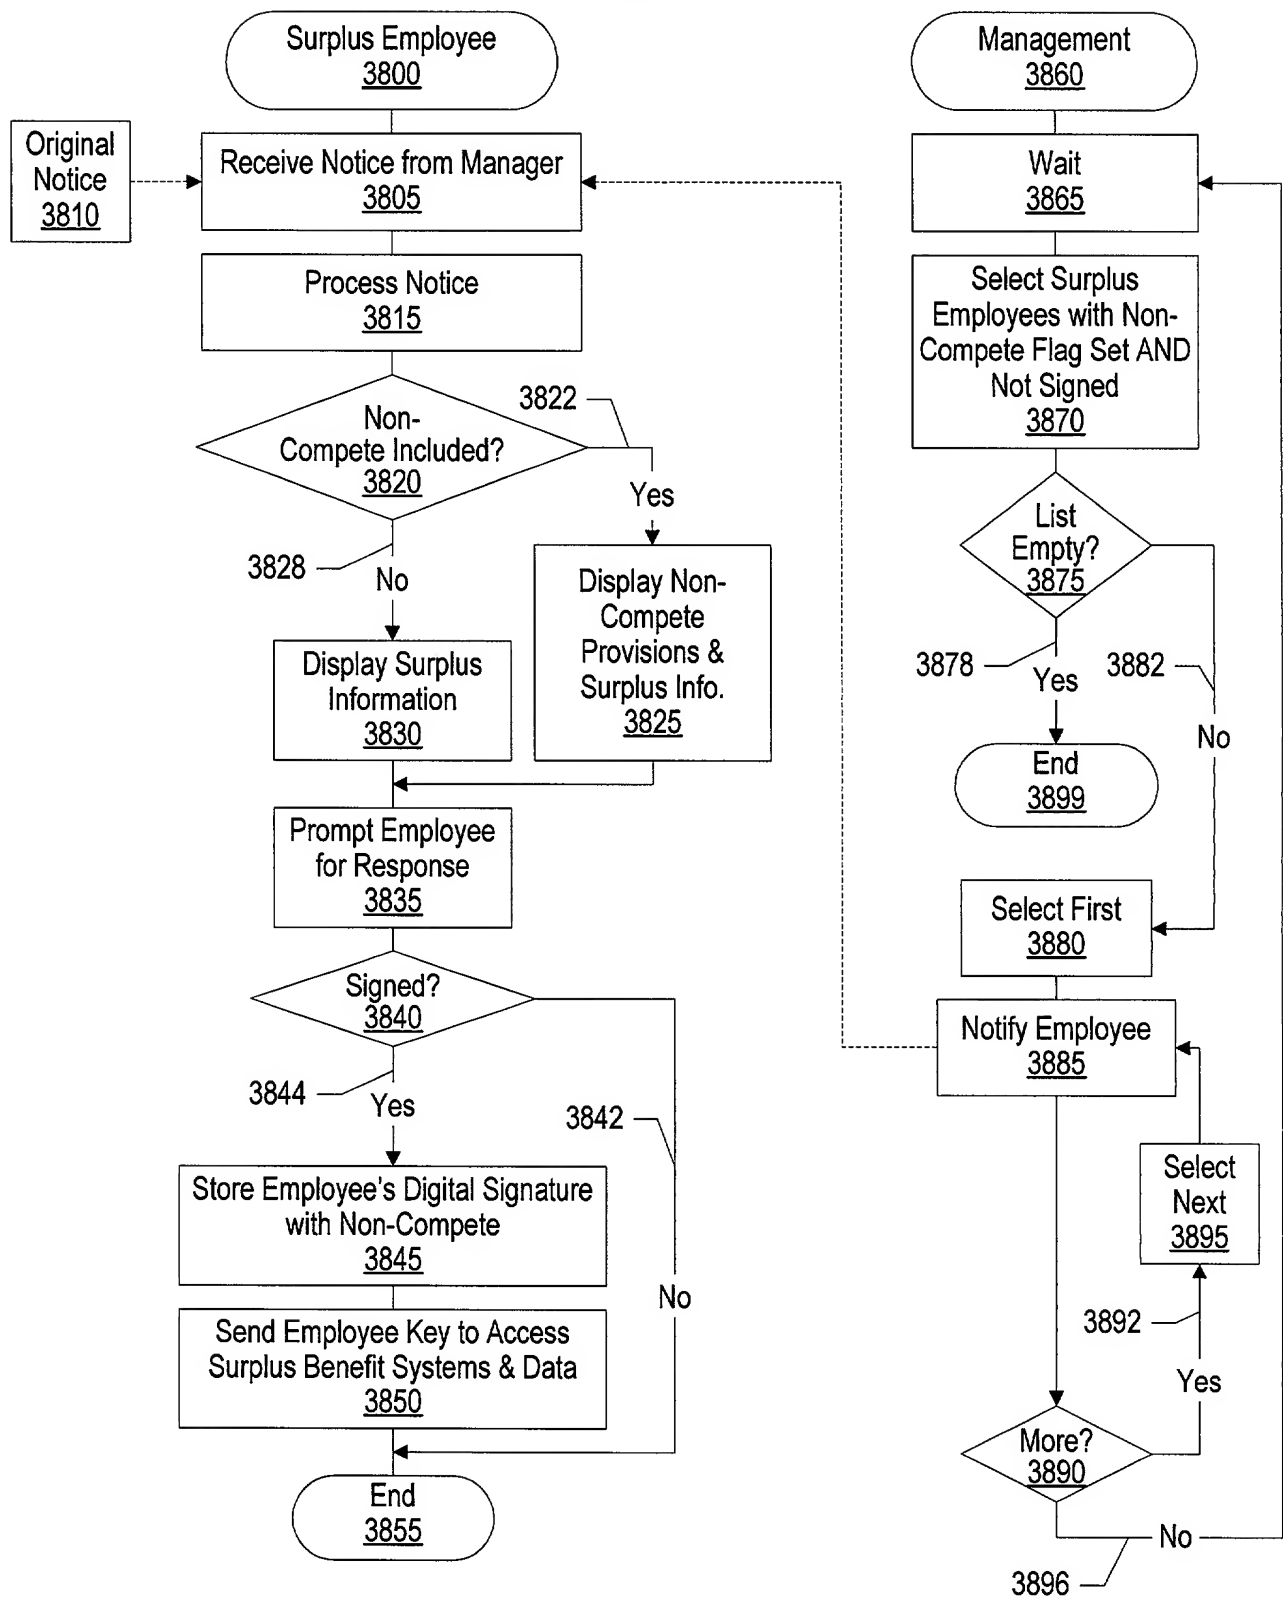 Surplus Employee
3800
Original
Notice
3810
Receive Notice from Manager
3805
Process Notice
3815
Non-
Compete Included?
3820
3822
Yes
3828
No
Display Non-
Compete
Provisions &
Surplus Info.
3825
Display Surplus
Information
3830
Prompt Employee
for Response
3835
Signed?
3840
3844
Yes
3842
No
Store Employee's Digital Signature
with Non-Compete
3845
Send Employee Key to Access
Surplus Benefit Systems & Data
3850
End
3855
Management
3860
Wait
3865
Select Surplus
Employees with Non-
Compete Flag Set AND
Not Signed
3870
List
Empty?
3875
3878
Yes
3882
No
End
3899
Select First
3880
Notify Employee
3885
Select
Next
3895
3892
Yes
More?
3890
No
3896